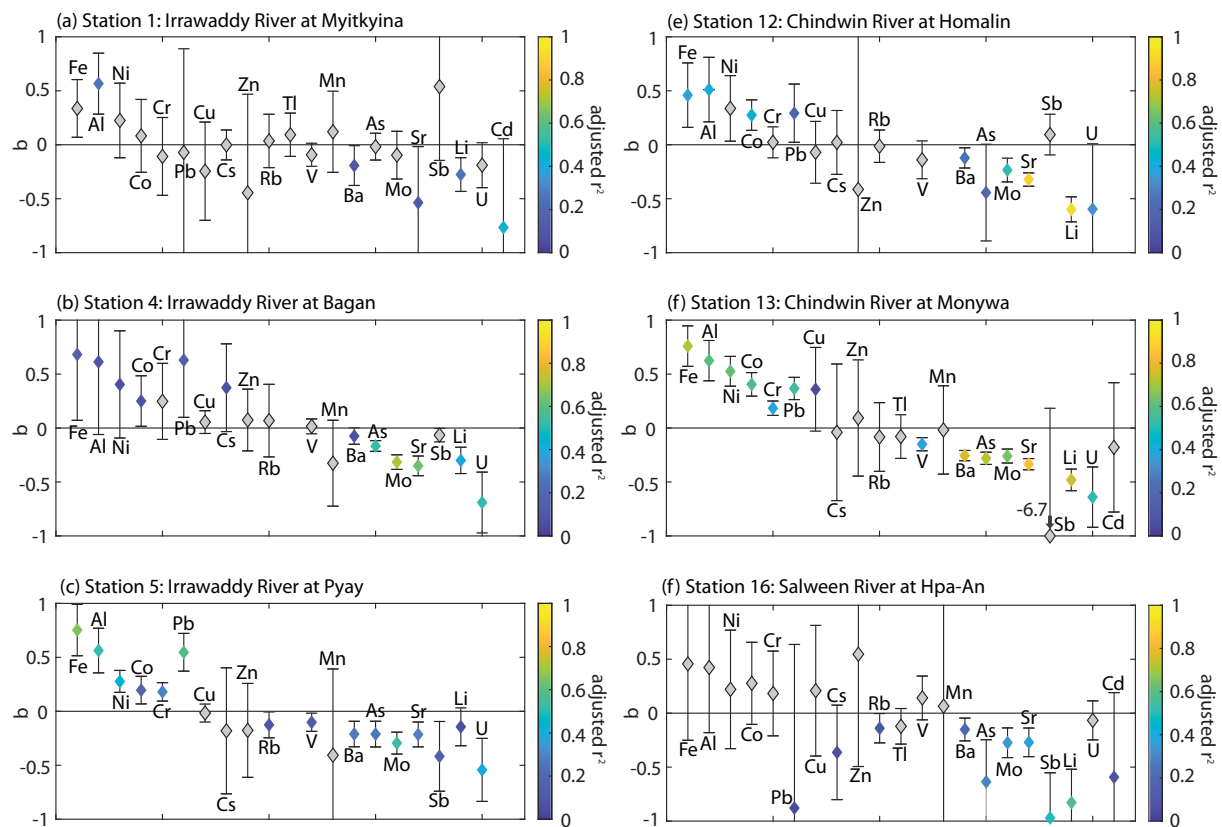 (a) Station 1: Irrawaddy River at Myitkyina
1
0.5
0
-0.5
-1
b
Fe
Al
Ni
Co
Cr
Pb
Cu
Cs
Zn
Rb
Tl
V
Mn
Ba
As
Mo
Sr
Sb
Li
U
Cd
1
0.8
0.6
0.4
0.2
0
adjusted r²
(b) Station 4: Irrawaddy River at Bagan
1
0.5
0
-0.5
-1
b
Fe
Al
Ni
Co
Cr
Pb
Cu
Cs
Zn
Rb
V
Mn
Ba
As
Mo
Sr
Sb
Li
U
1
0.8
0.6
0.4
0.2
0
adjusted r²
(c) Station 5: Irrawaddy River at Pyay
1
0.5
0
-0.5
-1
b
Fe
Al
Ni
Co
Cr
Pb
Cu
Cs
Zn
Rb
V
Mn
Ba
As
Mo
Sr
Sb
Li
U
1
0.8
0.6
0.4
0.2
0
adjusted r²
(e) Station 12: Chindwin River at Homalin
1
0.5
0
-0.5
-1
b
Fe
Al
Ni
Co
Cr
Pb
Cu
Cs
Zn
Rb
V
Ba
As
Mo
Sr
Sb
Li
U
1
0.8
0.6
0.4
0.2
0
adjusted r²
(f) Station 13: Chindwin River at Monywa
1
0.5
0
-0.5
-1
b
Fe
Al
Ni
Co
Cr
Pb
Cu
Cs
Zn
Rb
Tl
V
Mn
Ba
As
Mo
Sr
-6.7
Sb
Li
U
Cd
1
0.8
0.6
0.4
0.2
0
adjusted r²
(f) Station 16: Salween River at Hpa-An
1
0.5
0
-0.5
-1
b
Fe
Al
Ni
Co
Cr
Pb
Cu
Cs
Zn
Rb
Tl
V
Mn
Ba
As
Mo
Sr
Sb
Li
U
Cd
1
0.8
0.6
0.4
0.2
0
adjusted r²